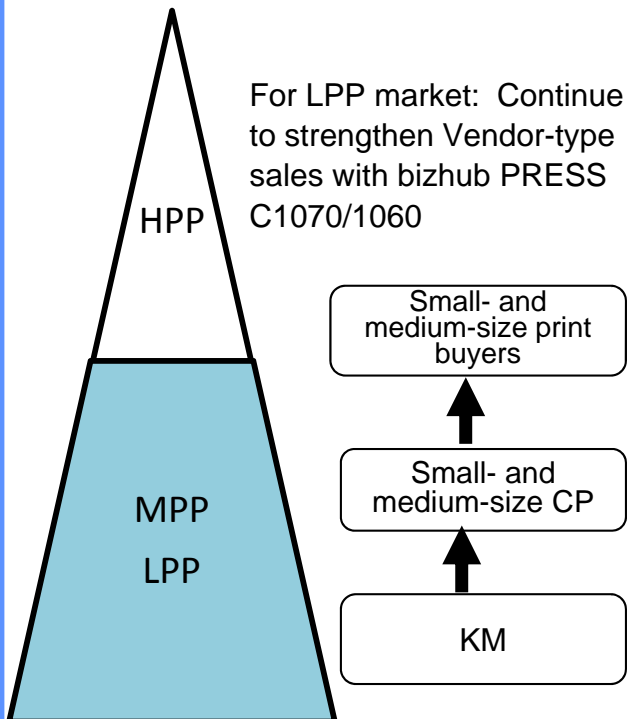 For LPP market: Continue
to strengthen Vendor-type
sales with bizhub PRESS
C1070/1060
HPP
MPP
LPP
Small- and
medium-size print
buyers
Small- and
medium-size CP
KM